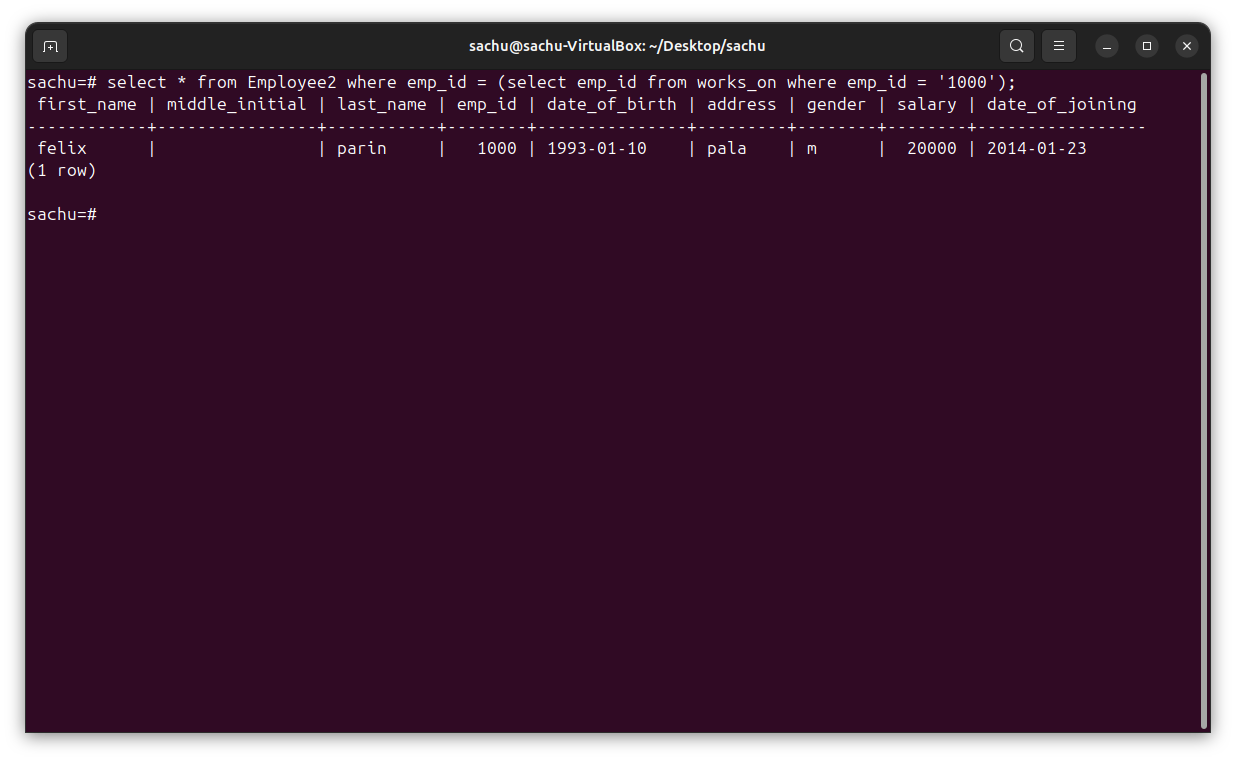 sachu@sachu-VirtualBox: ~/Desktop/sachu
sachu=# select * from Employee2 where emp_id = (select emp_id from works_on where emp_id = '1000');
 first_name | middle_initial | last_name | emp_id | date_of_birth | address | gender | salary | date_of_joining
------------+----------------+-----------+--------+---------------+---------+--------+--------+-----------------
 felix      |                | parin     |   1000 | 1993-01-10    | pala    | m      |  20000 | 2014-01-23
(1 row)
sachu=#